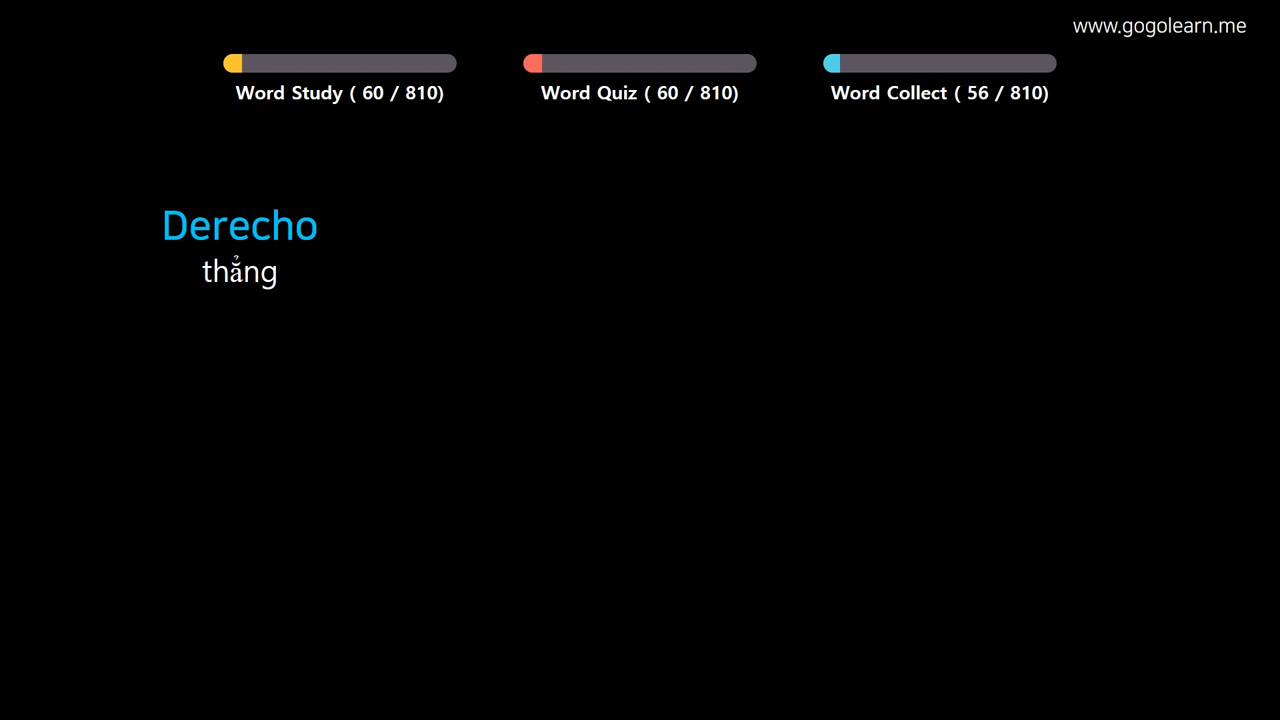 www.gogolearn.me
Word Study ( 60 / 810)
Word Quiz ( 60 / 810)
Word Collect ( 56 / 810)
Derecho
thẳng